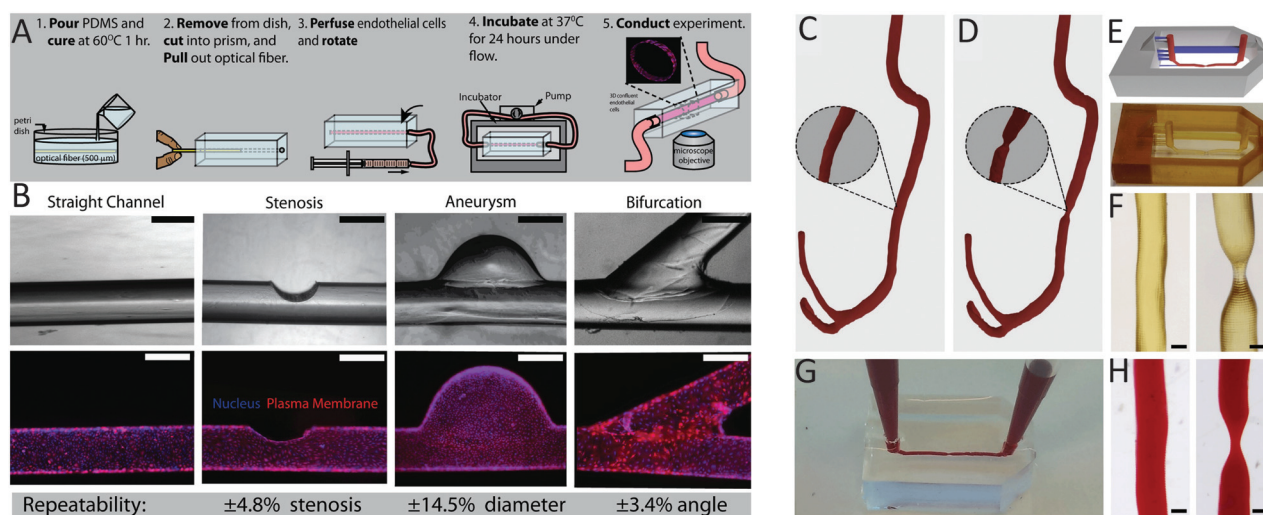 A
1. Pour PDMS and
cure at 60⁰C 1 hr.
2. Remove from dish,
cut into prism, and
Pull out optical fiber.
3. Perfuse endothelial cells
and rotate
4. Incubate at 37⁰C
for 24 hours under
flow.
5. Conduct experiment.
petri
dish
optical fiber (500 μm)
Incubator
Pump
3D confluent
endothelial
cells
microscope
objective
B
Straight Channel
Stenosis
Aneurysm
Bifurcation
Nucleus Plasma Membrane
Repeatability:
±4.8% stenosis
±14.5% diameter
±3.4% angle
C
D
E
F
G
H